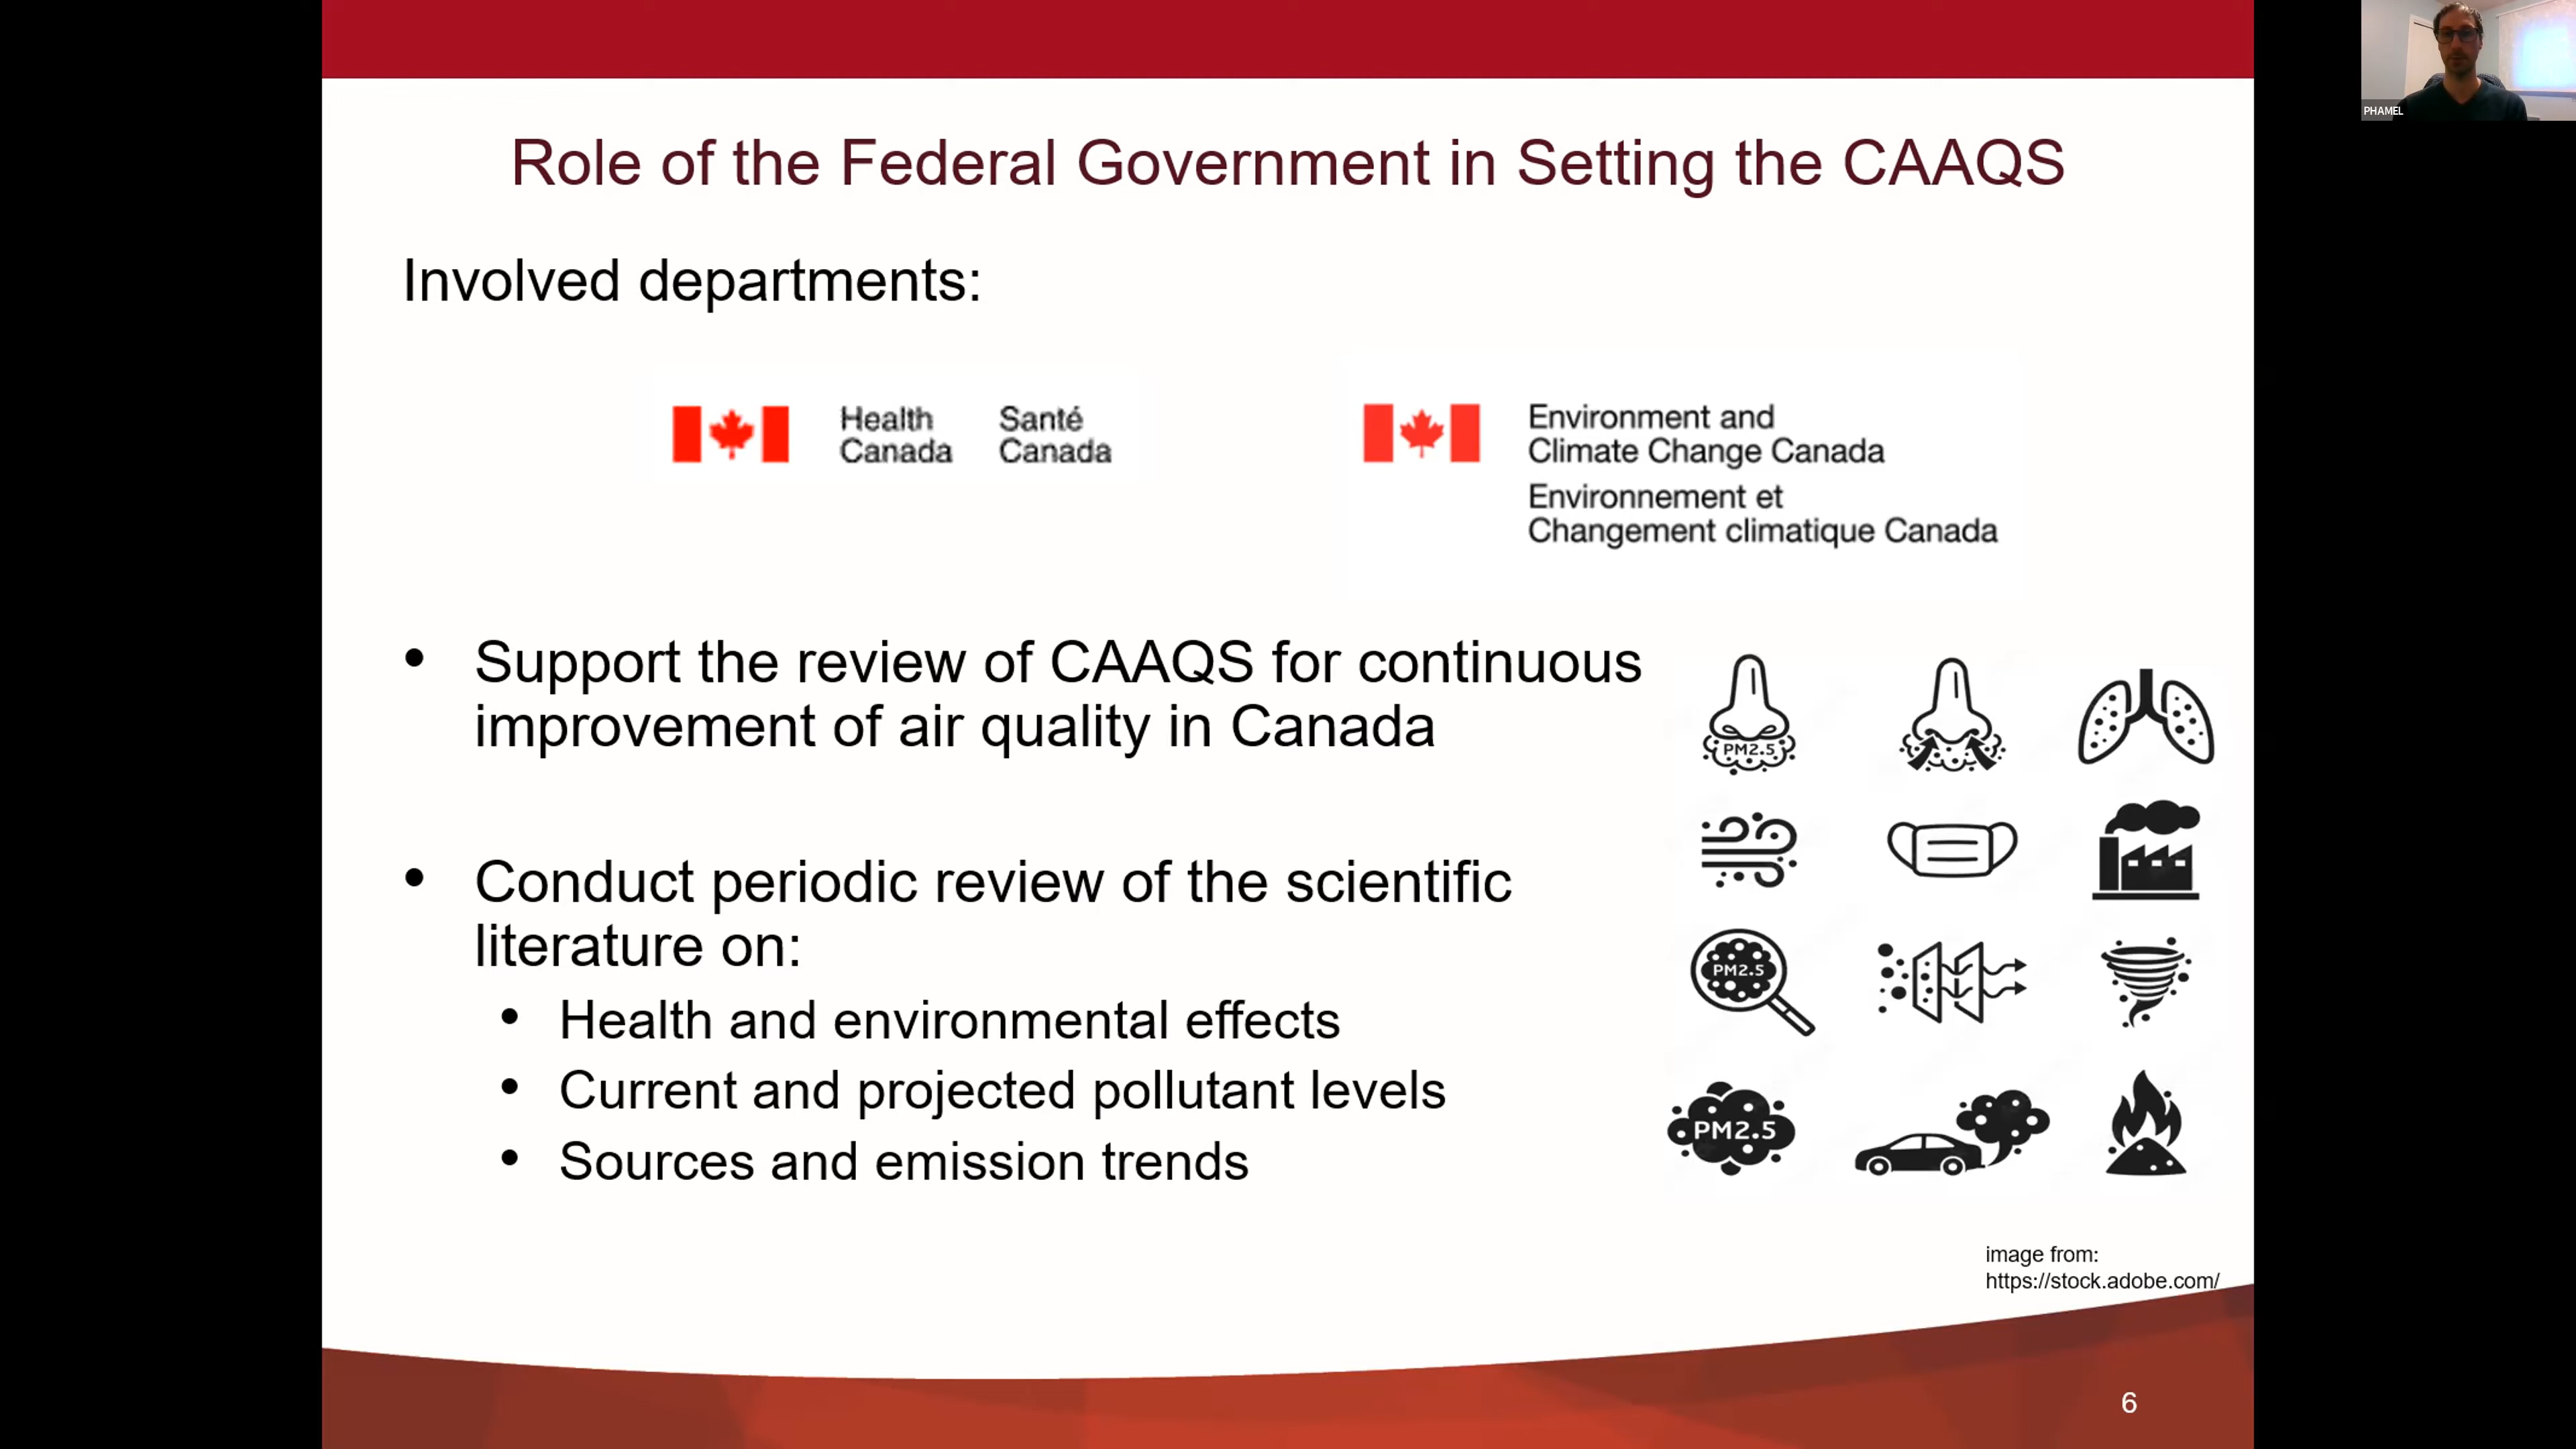 PHAMEL
Role of the Federal Government in Setting the CAAQS
Involved departments:
Health
Canada
Santé
Canada
Environment and
Climate Change Canada
Environnement et
Changement climatique Canada
• Support the review of CAAQS for continuous
improvement of air quality in Canada
• Conduct periodic review of the scientific
literature on:
• Health and environmental effects
• Current and projected pollutant levels
• Sources and emission trends
PM2.5
PM2.5
PM2.5
image from:
https://stock.adobe.com/
6